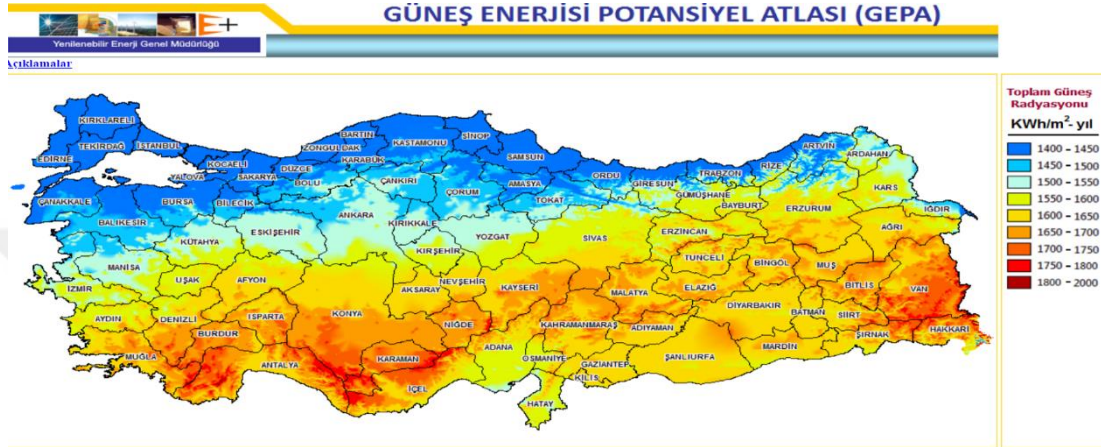 GÜNEŞ ENERJİSİ POTANSİYEL ATLASI (GEPA)
Yenilenebilir Enerji Genel Müdürlüğü
Açıklamalar
Toplam Güneş
Radyasyonu
KWh/m²- yıl
1400 - 1450
1450 - 1500
1500 - 1550
1550 - 1600
1600 - 1650
1650 - 1700
1700 - 1750
1750 - 1800
1800 - 2000
KIRKLARELİ
TEKİRDAĞ
İSTANBUL
EDİRNE
KOCAELİ
YALOVA
SAKARYA
DÜZCE
BOLU
ZONGULDAK
BARTIN
KARABÜK
KASTAMONU
SİNOP
SAMSUN
ORDU
GİRESUN
TRABZON
RİZE
ARTVİN
ARDAHAN
KARS
IĞDIR
ÇANAKKALE
BURSA
BİLECİK
BALIKESİR
KÜTAHYA
ESKİŞEHİR
ANKARA
ÇANKIRI
KIRIKKALE
ÇORUM
AMASYA
TOKAT
YOZGAT
KIRŞEHİR
SİVAS
GÜMÜŞHANE
BAYBURT
ERZURUM
ERZİNCAN
AĞRI
MANİSA
İZMİR
UŞAK
AFYON
AYDIN
DENİZLİ
BURDUR
ISPARTA
KONYA
AKSARAY
NEVŞEHİR
KAYSERİ
NİĞDE
MALATYA
TUNCELİ
BİNGÖL
MUŞ
ELAZIĞ
BİTLİS
VAN
DİYARBAKIR
BATMAN
SİİRT
ŞIRNAK
HAKKARİ
MUĞLA
ANTALYA
KARAMAN
İÇEL
ADANA
OSMANİYE
KAHRAMANMARAŞ
ADIYAMAN
GAZİANTEP
KİLİS
ŞANLIURFA
MARDİN
HATAY